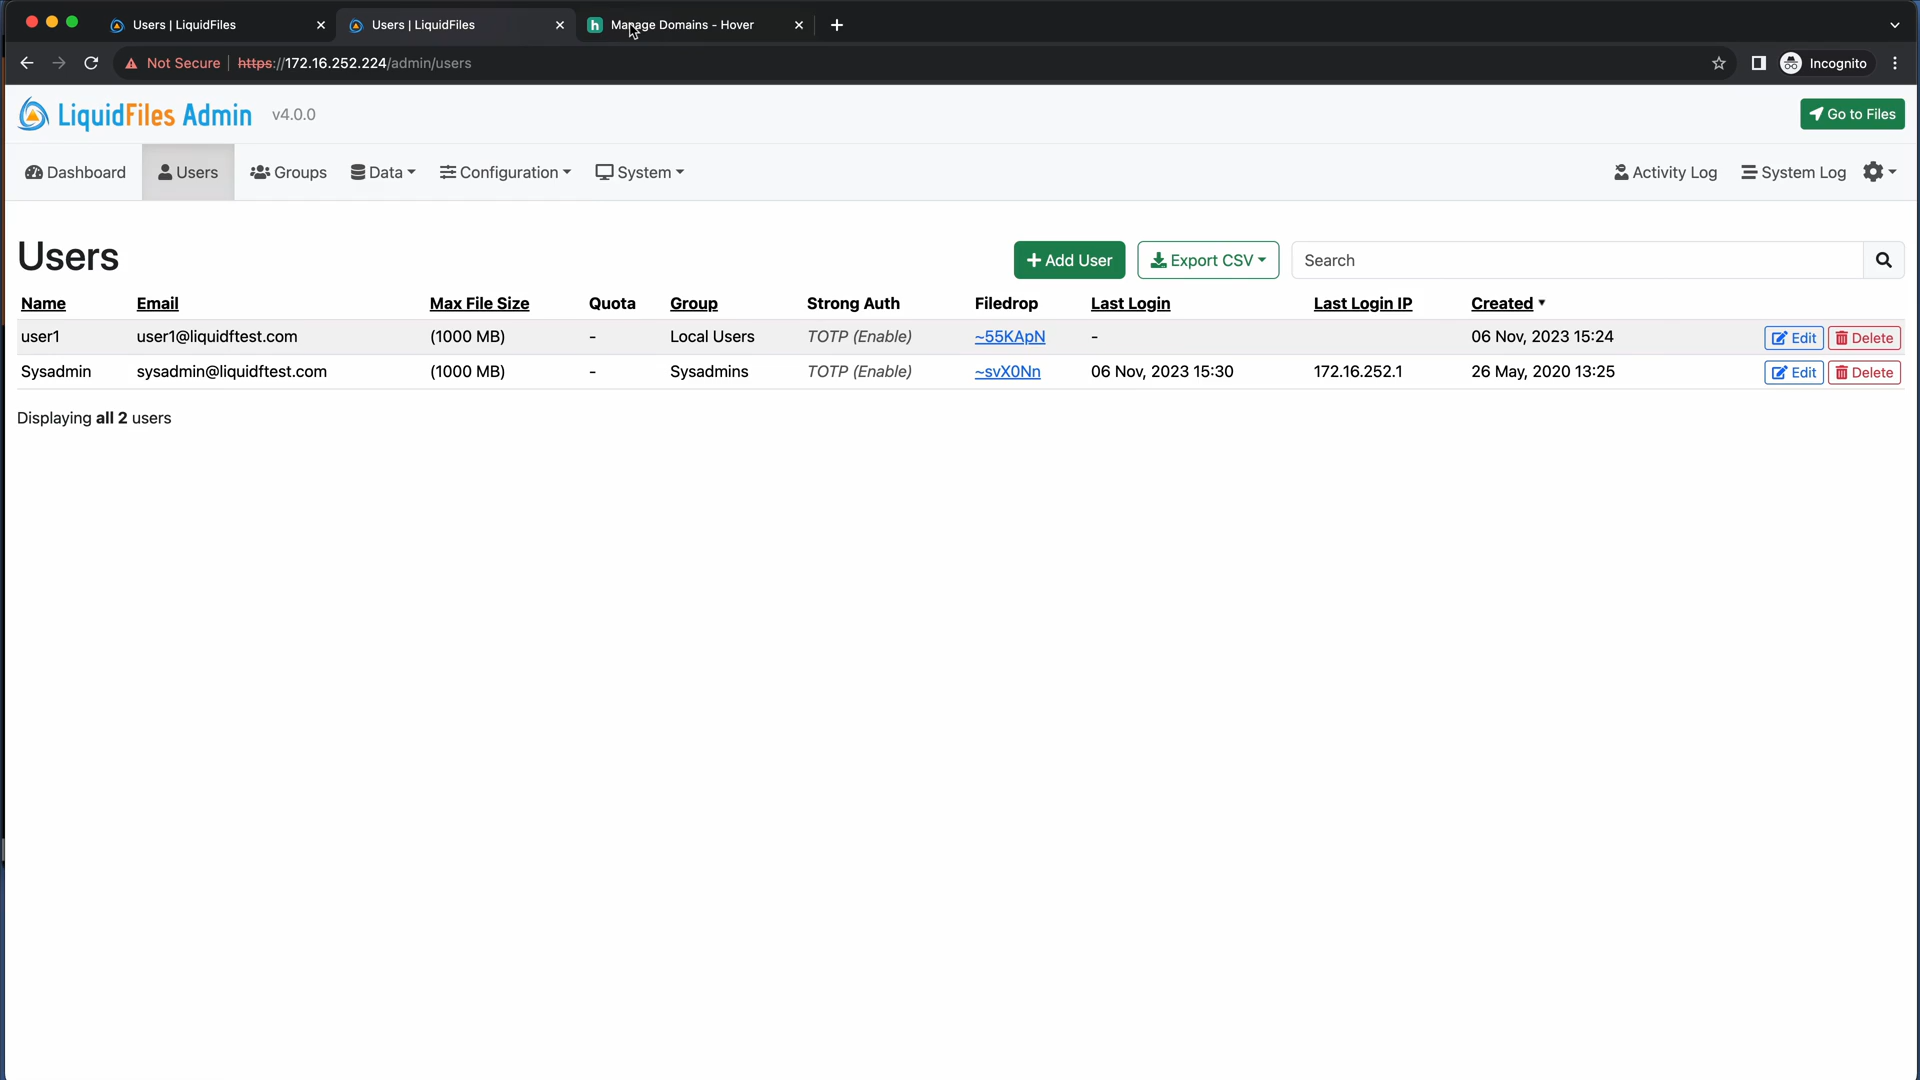 Users | LiquidFiles
Users | LiquidFiles
Manage Domains - Hover
Not Secure https://172.16.252.224/admin/users
Incognito
LiquidFiles Admin v4.0.0
Go to Files
Dashboard Users Groups Data Configuration System Activity Log System Log
Users
Add User Export CSV Search
Name Email Max File Size Quota Group Strong Auth Filedrop Last Login Last Login IP Created
user1 user1@liquidftest.com (1000 MB) - Local Users TOTP (Enable) ~55KApN - 06 Nov, 2023 15:24 Edit Delete
Sysadmin sysadmin@liquidftest.com (1000 MB) - Sysadmins TOTP (Enable) ~svX0Nn 06 Nov, 2023 15:30 172.16.252.1 26 May, 2020 13:25 Edit Delete
Displaying all 2 users